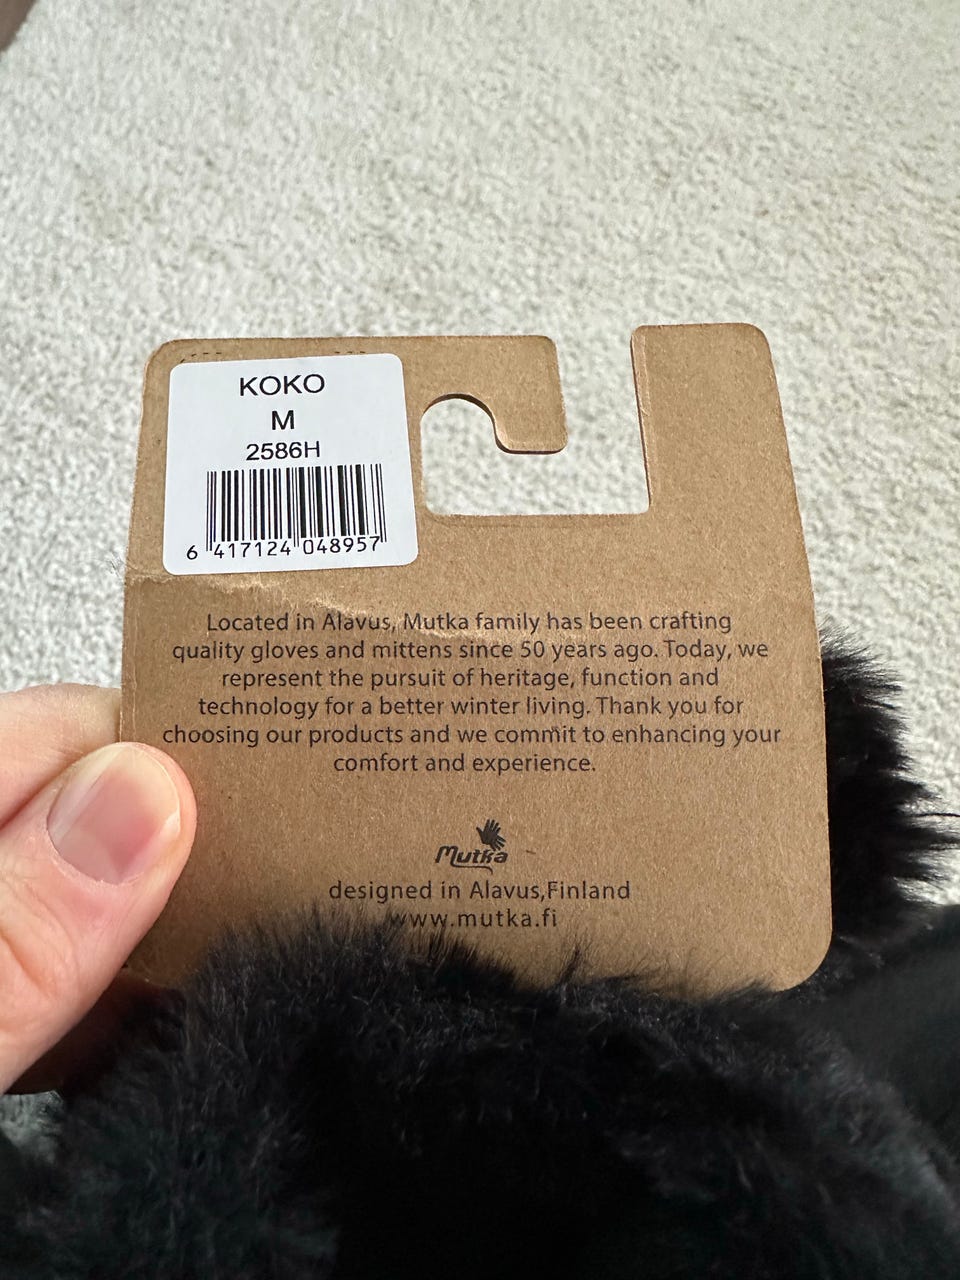 KOKO
M
2586H
6 417124 048957
Located in Alavus, Mutka family has been crafting
quality gloves and mittens since 50 years ago. Today, we
represent the pursuit of heritage, function and
technology for a better winter living. Thank you for
choosing our products and we commit to enhancing your
comfort and experience.
Mutka
designed in Alavus,Finland
www.mutka.fi